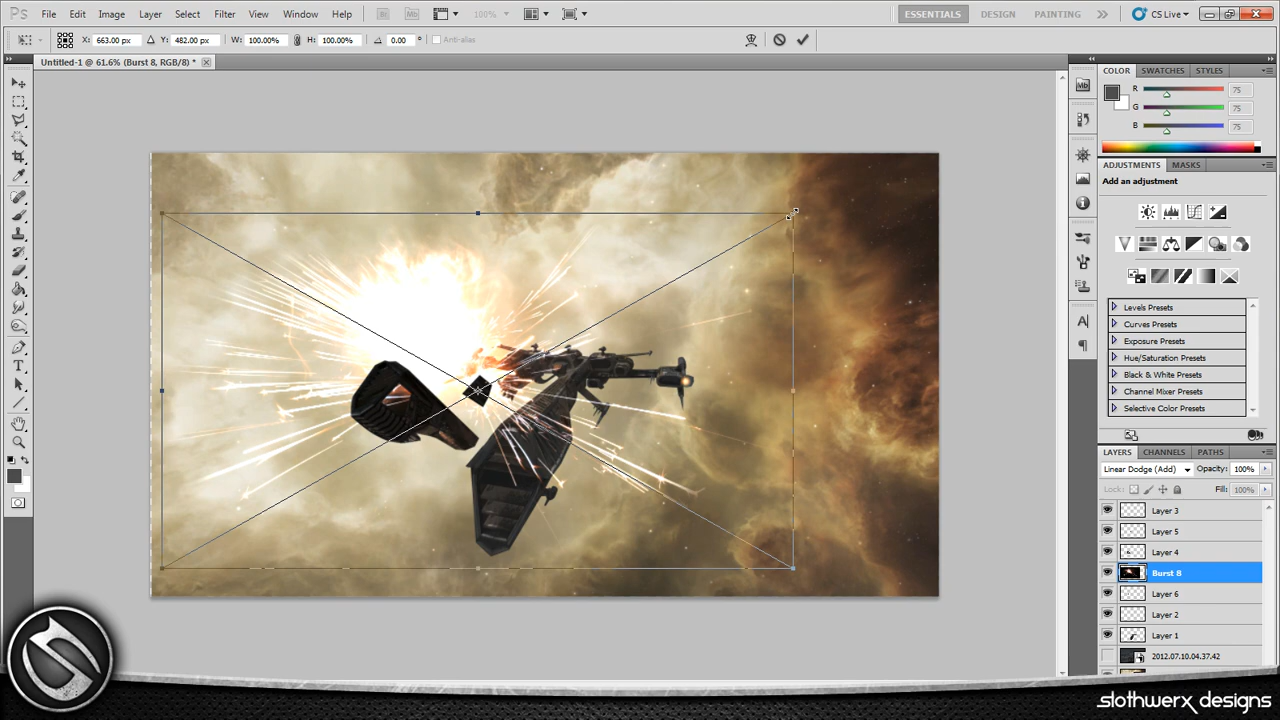 Ps File Edit Image Layer Select Filter View Window Help Br Mb 100% ESSENTIALS DESIGN PAINTING CS Live
X: 663.00 px Y: 482.00 px W: 100.00% H: 100.00% 0.00 ° Anti-alias
Untitled-1 @ 61.6% (Burst 8, RGB/8) *
Mb
COLOR SWATCHES STYLES
R 75
G 75
B 75
ADJUSTMENTS MASKS
Add an adjustment
Levels Presets
Curves Presets
Exposure Presets
Hue/Saturation Presets
Black & White Presets
Channel Mixer Presets
Selective Color Presets
LAYERS CHANNELS PATHS
Linear Dodge (Add) Opacity: 100%
Lock: Fill: 100%
Layer 3
Layer 5
Layer 4
Burst 8
Layer 6
Layer 2
Layer 1
2012.07.10.04.37.42
slothwerx designs